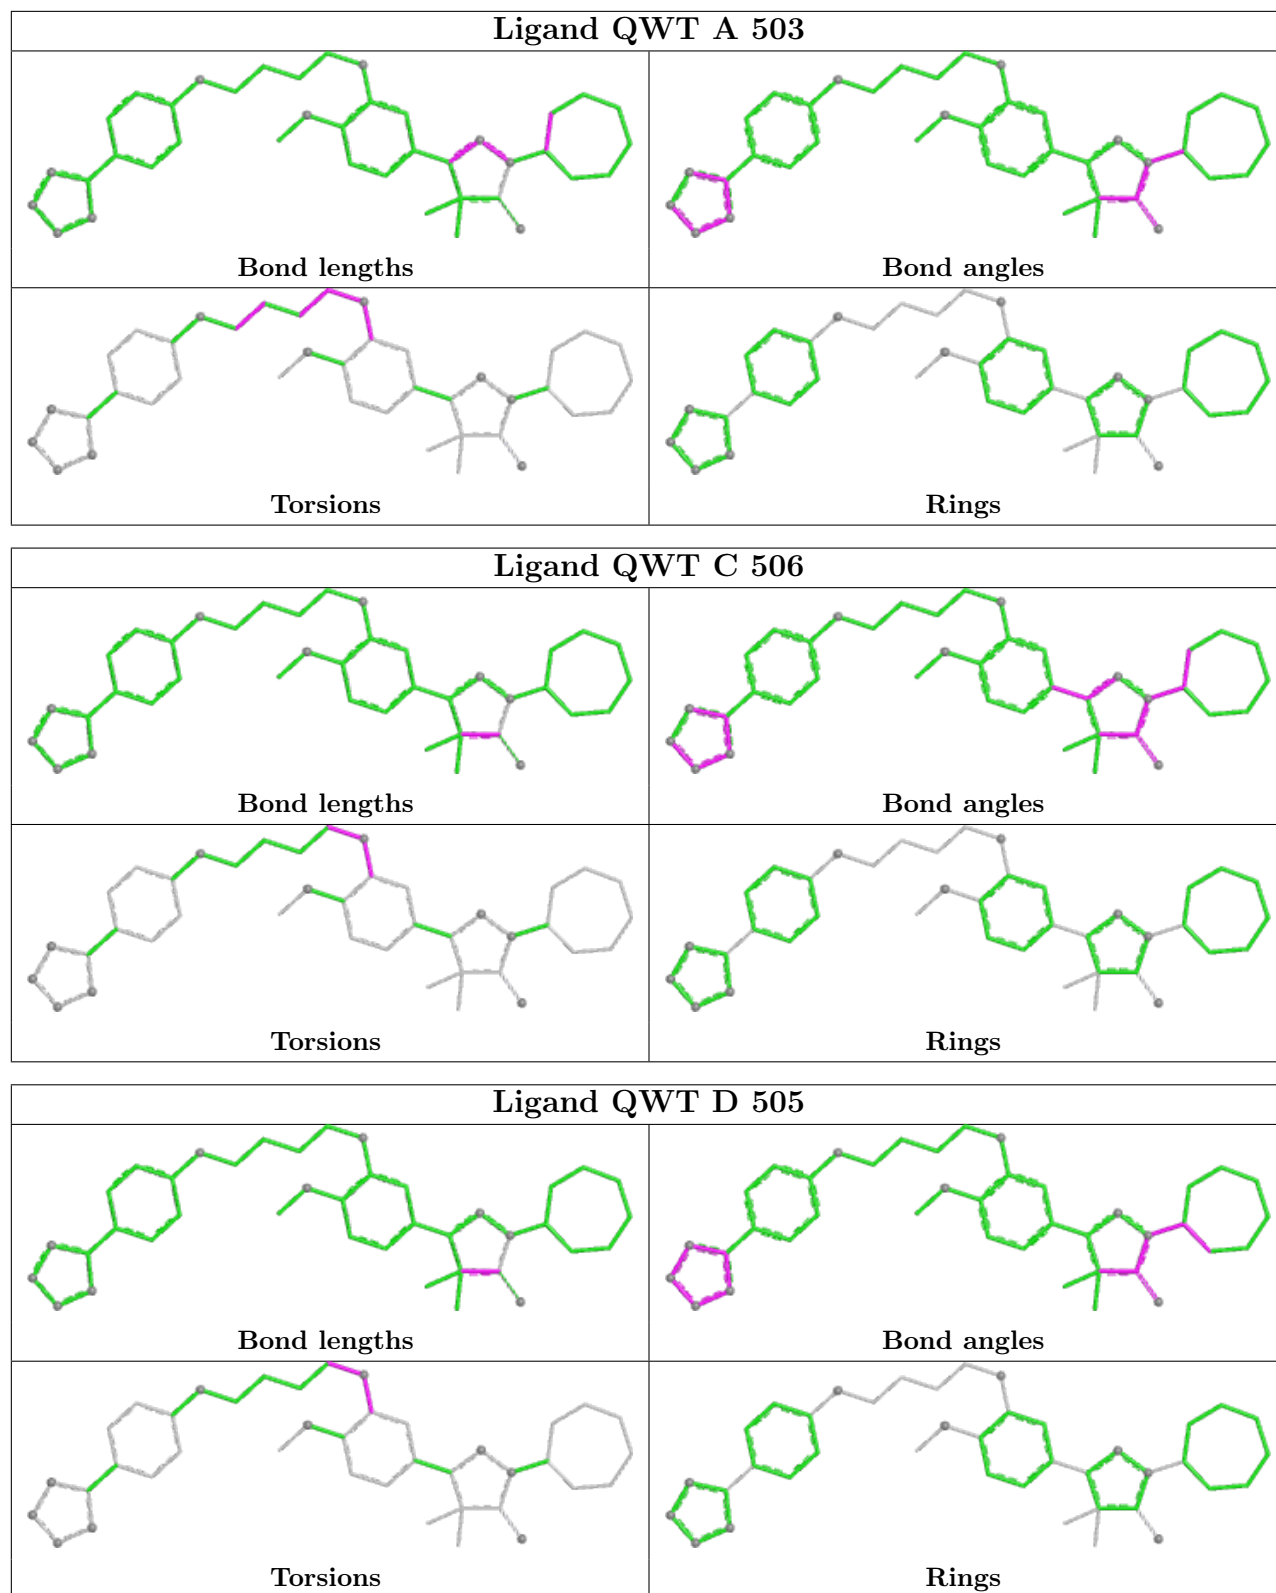 Ligand QWT A 503
Bond lengths
Bond angles
Torsions
Rings
Ligand QWT C 506
Bond lengths
Bond angles
Torsions
Rings
Ligand QWT D 505
Bond lengths
Bond angles
Torsions
Rings